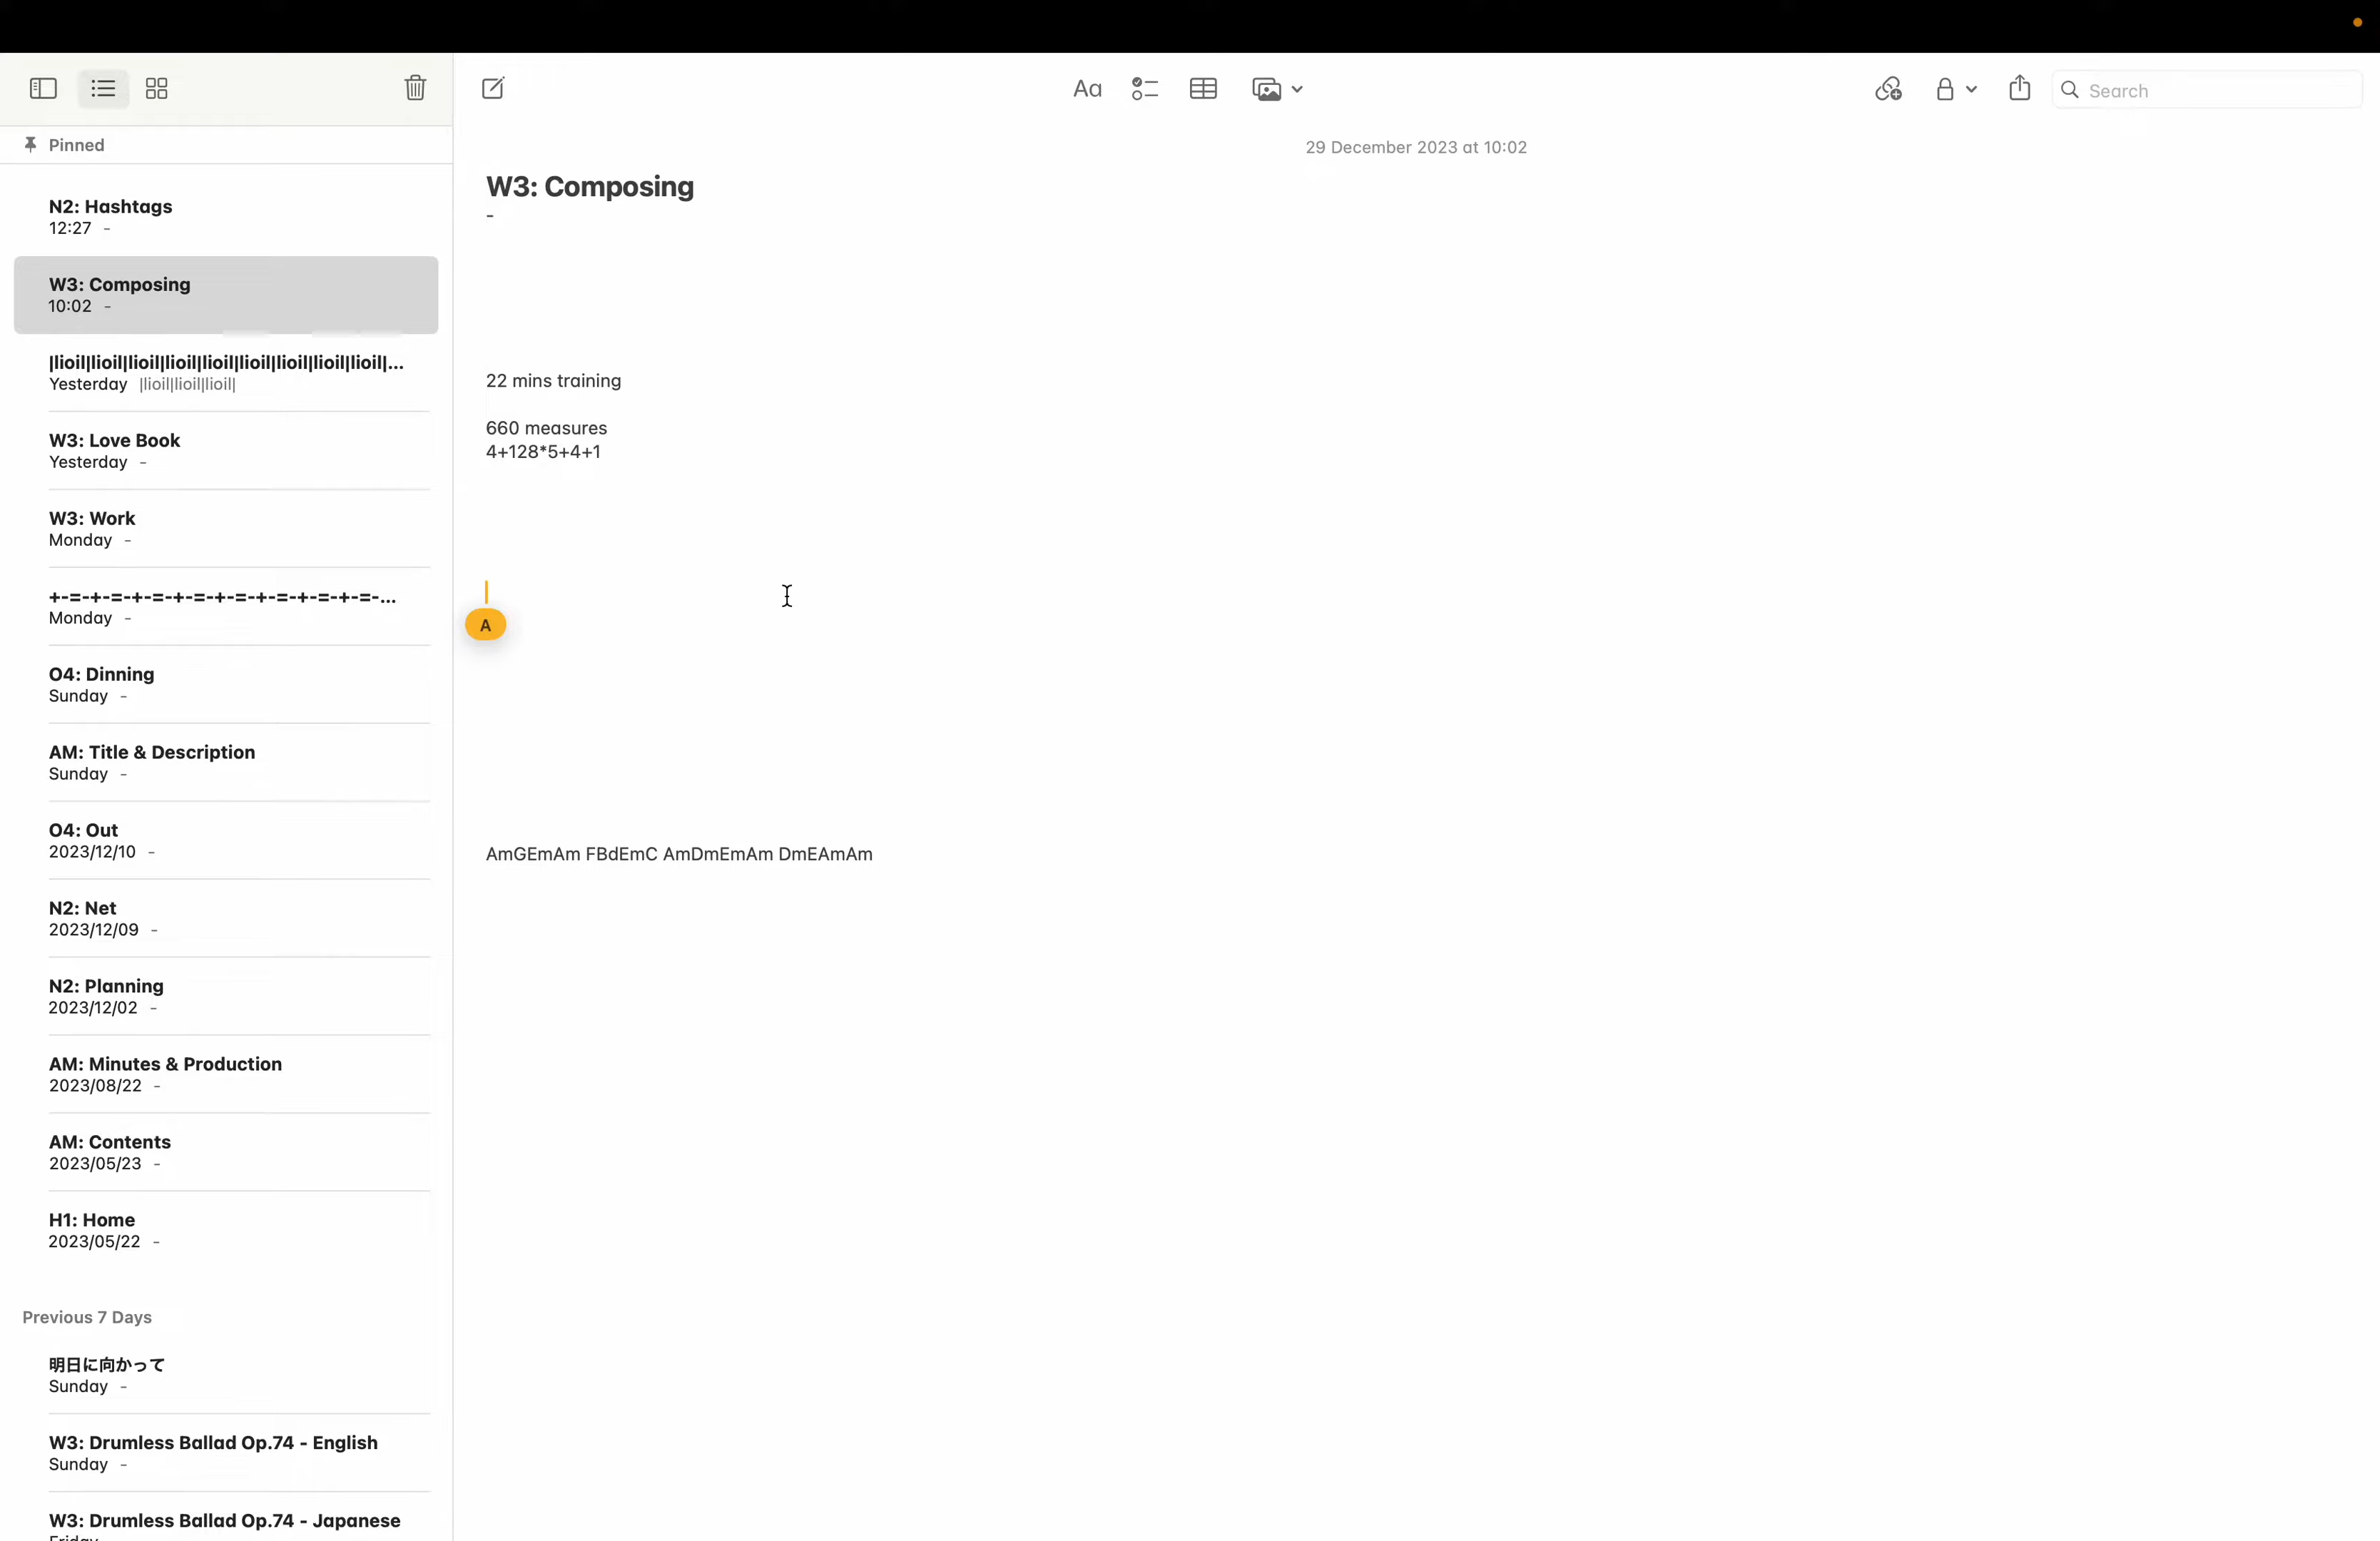 Search
Pinned
29 December 2023 at 10:02
W3: Composing
-
N2: Hashtags
12:27 -
W3: Composing
10:02 -
|lioil|lioil|lioil|lioil|lioil|lioil|lioil|lioil|lioil|...
Yesterday |lioil|lioil|lioil|
W3: Love Book
Yesterday -
W3: Work
Monday -
+-=-+-=-+-=-+-=-+-=-+-=-+-=-+-=-...
Monday -
O4: Dinning
Sunday -
AM: Title & Description
Sunday -
O4: Out
2023/12/10 -
N2: Net
2023/12/09 -
N2: Planning
2023/12/02 -
AM: Minutes & Production
2023/08/22 -
AM: Contents
2023/05/23 -
H1: Home
2023/05/22 -
Previous 7 Days
明日に向かって
Sunday -
W3: Drumless Ballad Op.74 - English
Sunday -
W3: Drumless Ballad Op.74 - Japanese
Friday
22 mins training
660 measures
4+128*5+4+1
A
AmGEmAm FBdEmC AmDmEmAm DmEAmAm
Aa